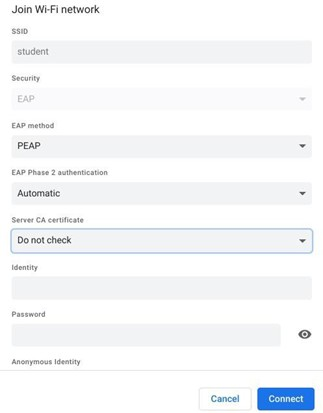 Join Wi-Fi network
SSID
student
Security
EAP
EAP method
PEAP
EAP Phase 2 authentication
Automatic
Server CA certificate
Do not check
Identity
Password
Anonymous Identity
Cancel Connect